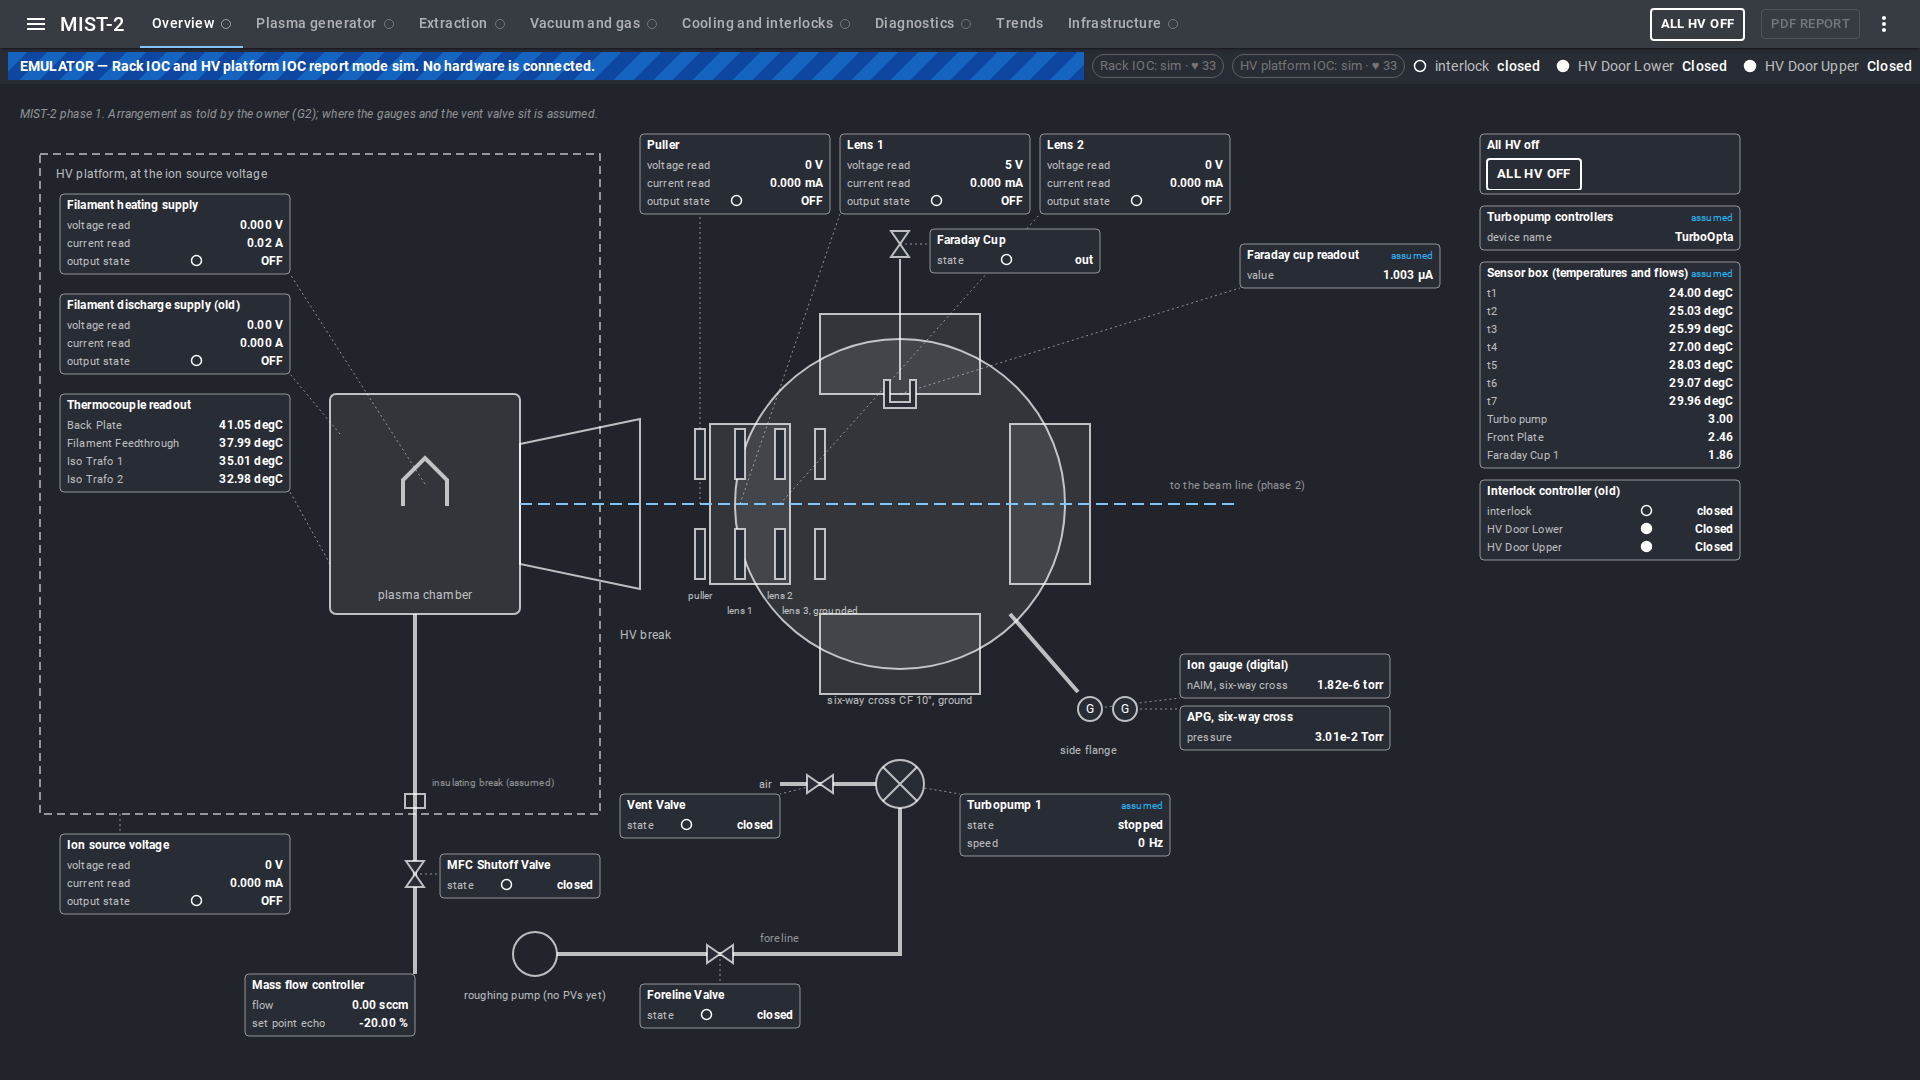 MIST-2
Overview
Plasma generator
Extraction
Vacuum and gas
Cooling and interlocks
Diagnostics
Trends
Infrastructure
ALL HV OFF
PDF REPORT
EMULATOR — Rack IOC and HV platform IOC report mode sim. No hardware is connected.
Rack IOC: sim · ♥ 33
HV platform IOC: sim · ♥ 33
interlock closed
HV Door Lower Closed
HV Door Upper Closed
MIST-2 phase 1. Arrangement as told by the owner (G2); where the gauges and the vent valve sit is assumed.
HV platform, at the ion source voltage
Filament heating supply
voltage read 0.000 V
current read 0.02 A
output state OFF
Filament discharge supply (old)
voltage read 0.00 V
current read 0.000 A
output state OFF
Thermocouple readout
Back Plate 41.05 degC
Filament Feedthrough 37.99 degC
Iso Trafo 1 35.01 degC
Iso Trafo 2 32.98 degC
plasma chamber
insulating break (assumed)
Ion source voltage
voltage read 0 V
current read 0.000 mA
output state OFF
MFC Shutoff Valve
state closed
Mass flow controller
flow 0.00 sccm
set point echo -20.00 %
Puller
voltage read 0 V
current read 0.000 mA
output state OFF
Lens 1
voltage read 5 V
current read 0.000 mA
output state OFF
Lens 2
voltage read 0 V
current read 0.000 mA
output state OFF
Faraday Cup
state out
Faraday cup readout assumed
value 1.003 µA
to the beam line (phase 2)
puller
lens 1
lens 2
lens 3, grounded
HV break
six-way cross CF 10", ground
G
G
side flange
Ion gauge (digital)
nAIM, six-way cross 1.82e-6 torr
APG, six-way cross
pressure 3.01e-2 Torr
air
Vent Valve
state closed
Turbopump 1 assumed
state stopped
speed 0 Hz
foreline
roughing pump (no PVs yet)
Foreline Valve
state closed
All HV off
ALL HV OFF
Turbopump controllers assumed
device name TurboOpta
Sensor box (temperatures and flows) assumed
t1 24.00 degC
t2 25.03 degC
t3 25.99 degC
t4 27.00 degC
t5 28.03 degC
t6 29.07 degC
t7 29.96 degC
Turbo pump 3.00
Front Plate 2.46
Faraday Cup 1 1.86
Interlock controller (old)
interlock closed
HV Door Lower Closed
HV Door Upper Closed